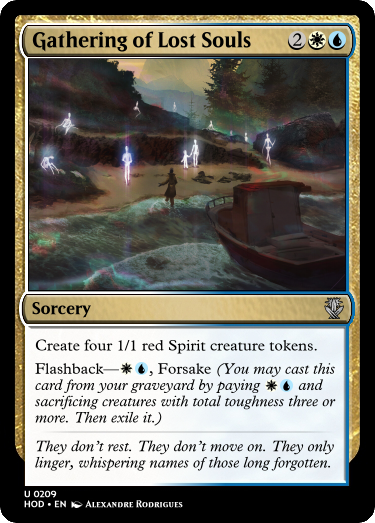 Gathering of Lost Souls 2
Sorcery
Create four 1/1 red Spirit creature tokens.
Flashback—, Forsake (You may cast this
card from your graveyard by paying and
sacrificing creatures with total toughness three or
more. Then exile it.)
They don't rest. They don't move on. They only
linger, whispering names of those long forgotten.
U 0209
HOD • EN Alexandre Rodrigues